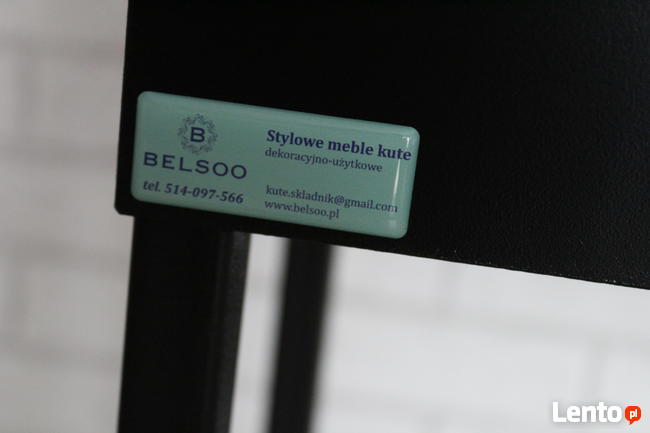 B
BELSOO
tel. 514-097-566
Stylowe meble kute
dekoracyjno-użytkowe
kute.skladnik@gmail.com
www.belsoo.pl
Lento.pl